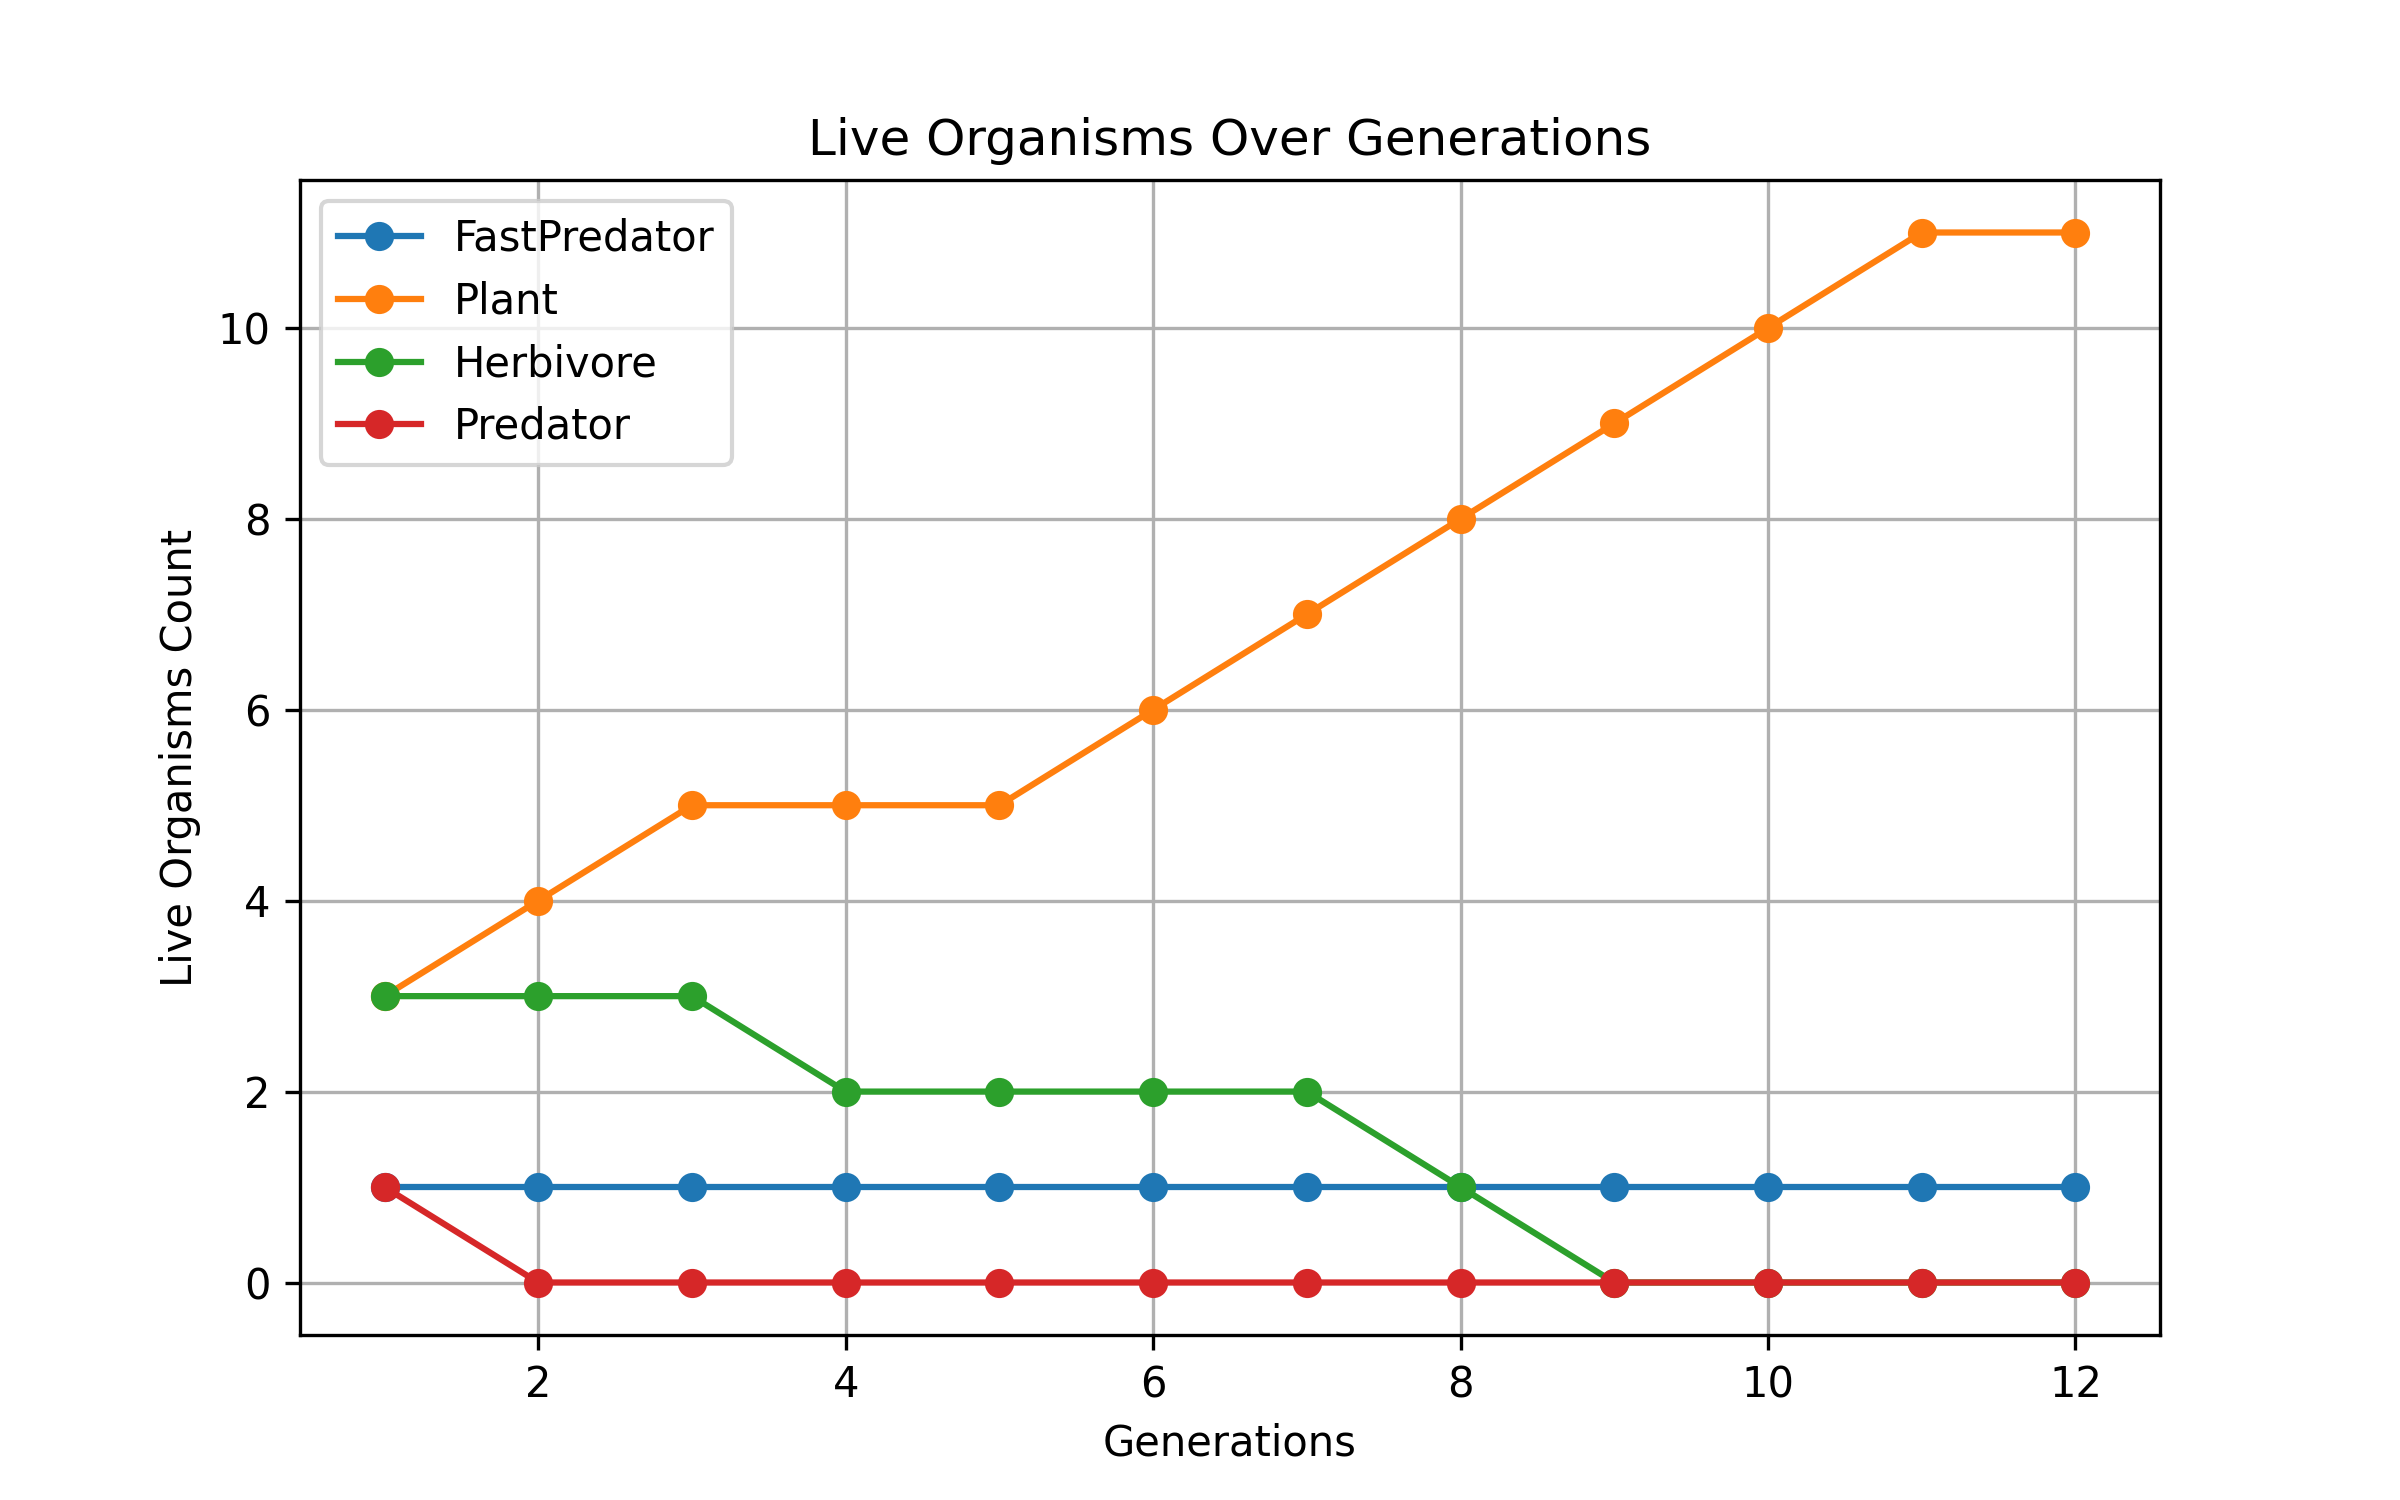 Live Organisms Over Generations
FastPredator
Plant
Herbivore
Predator
Live Organisms Count
10
8
6
4
2
0
2 4 6 8 10 12
Generations